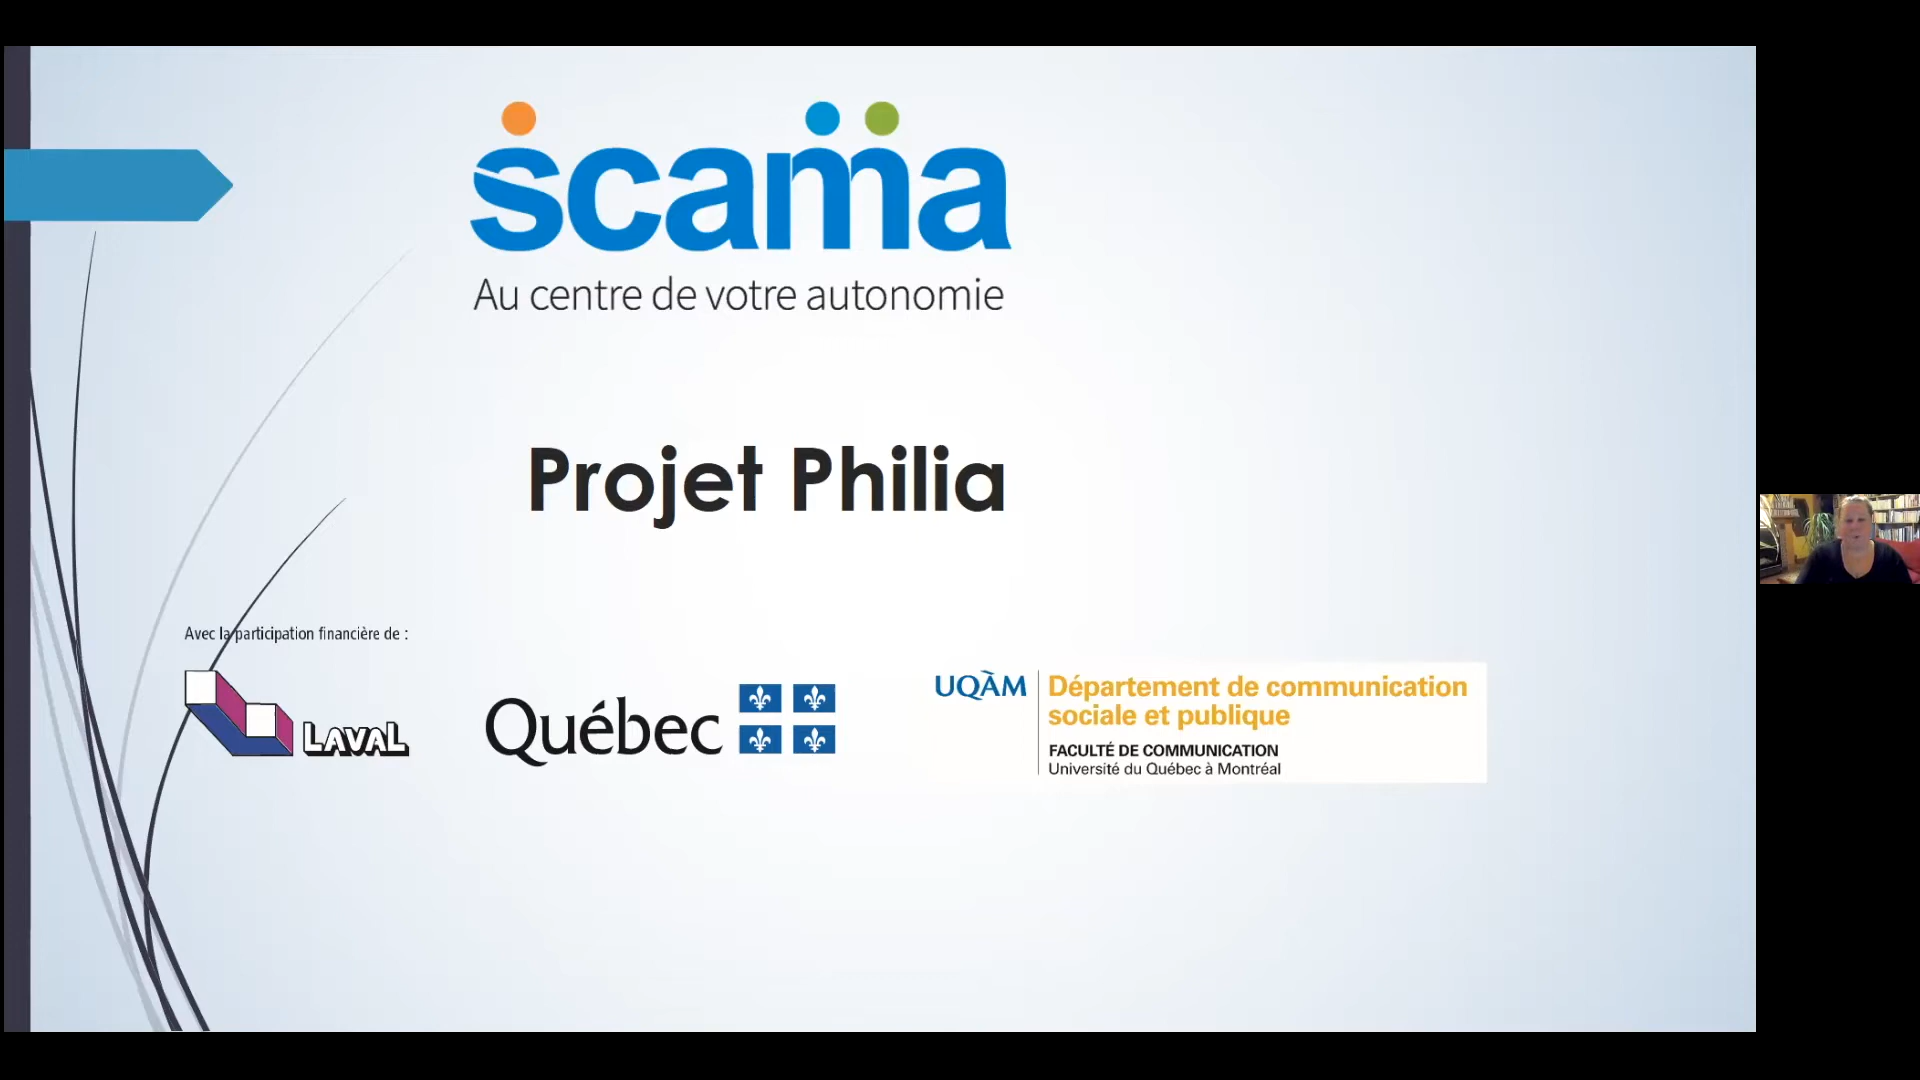 scama
Au centre de votre autonomie
Projet Philia
Avec la participation financière de :
LAVAL
Québec
UQÀM
Département de communication
sociale et publique
FACULTÉ DE COMMUNICATION
Université du Québec à Montréal